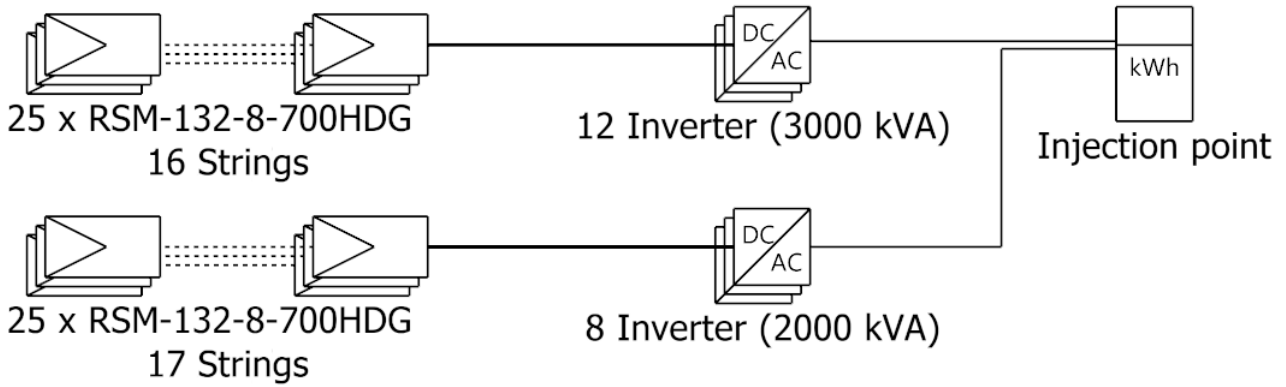 25 x RSM-132-8-700HDG
16 Strings
DC
AC
12 Inverter (3000 kVA)
kWh
Injection point
25 x RSM-132-8-700HDG
17 Strings
DC
AC
8 Inverter (2000 kVA)